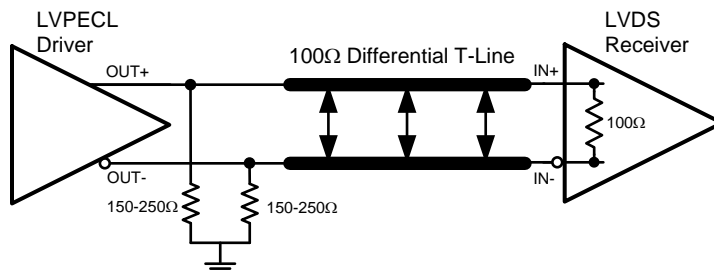 LVPECL
Driver
LVDS
Receiver
100Ω Differential T-Line
OUT+
IN+
100Ω
OUT-
IN-
150-250Ω
150-250Ω